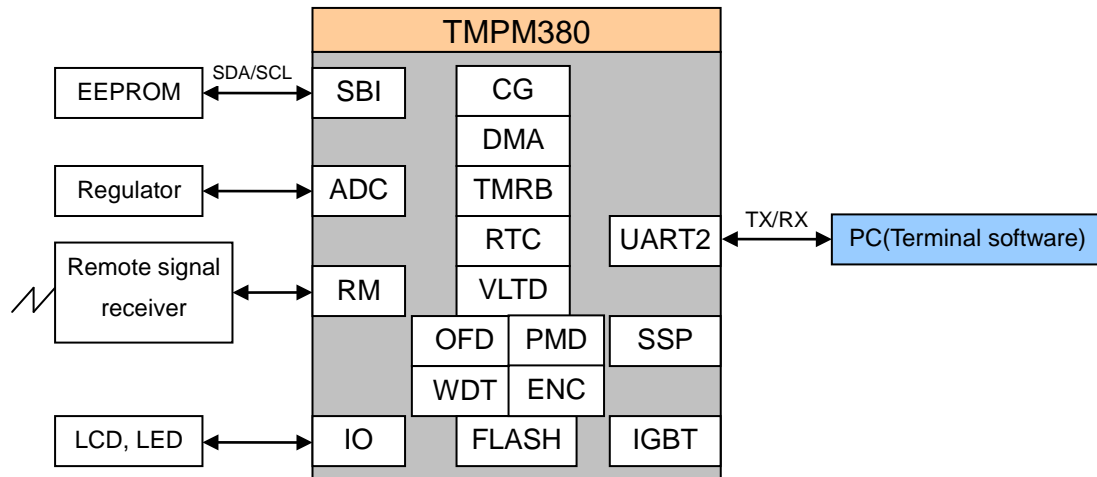 TMPM380
EEPROM
SDA/SCL
SBI
CG
DMA
Regulator
ADC
TMRB
RTC
UART2
TX/RX
PC(Terminal software)
Remote signal
receiver
RM
VLTD
OFD
PMD
SSP
WDT
ENC
LCD, LED
IO
FLASH
IGBT